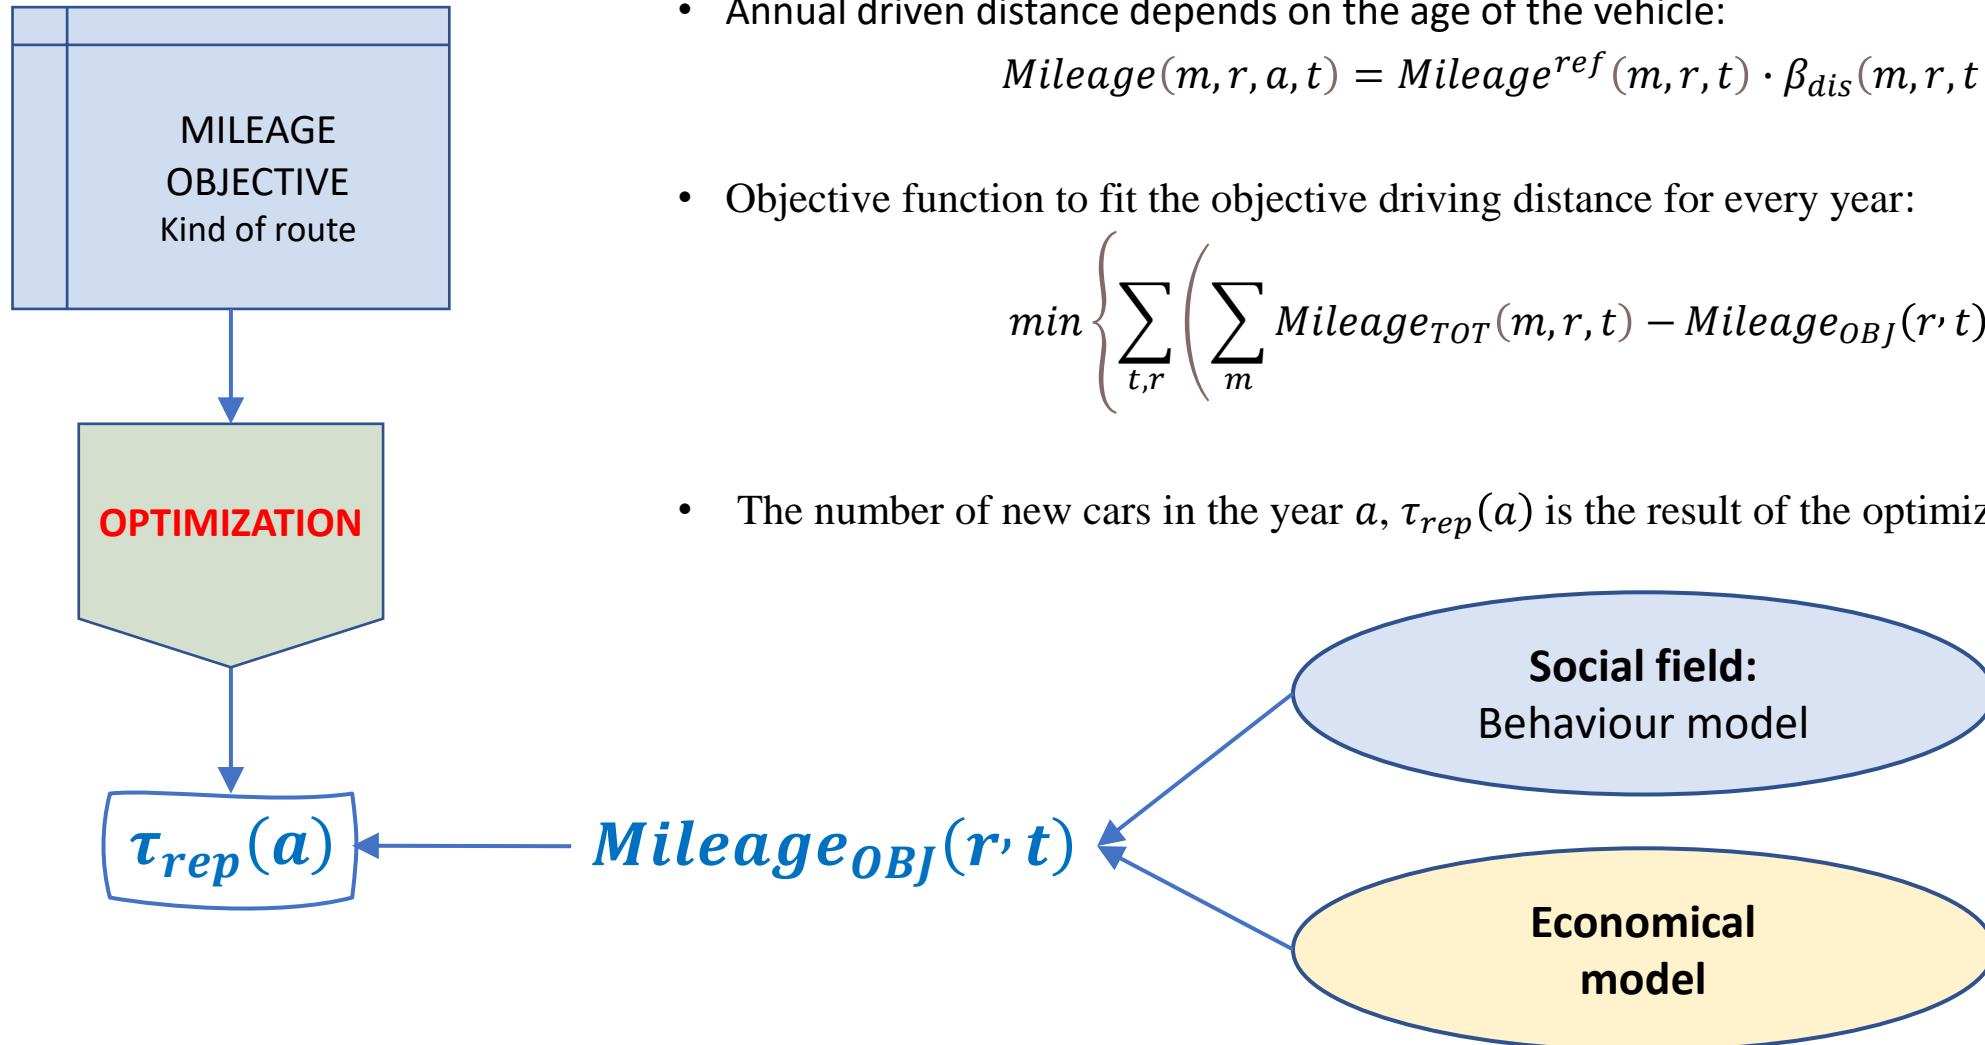 MILEAGE
OBJECTIVE
Kind of route
OPTIMIZATION
τ_rep(a)
• Annual driven distance depends on the age of the vehicle:
Mileage(m, r, a, t) = Mileage^ref(m, r, t) · β_dis(m, r, t
• Objective function to fit the objective driving distance for every year:
min { ∑_t,r ( ∑_m Mileage_TOT(m, r, t) − Mileage_OBJ(r, t)
• The number of new cars in the year a, τ_rep(a) is the result of the optimiz
Social field:
Behaviour model
Mileage_OBJ(r, t)
Economical
model